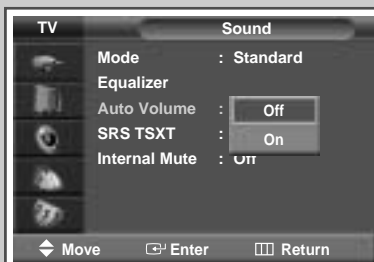 TV Sound
Mode : Standard
Equalizer
Auto Volume : Off
SRS TSXT : On
Internal Mute : Off
Move Enter Return